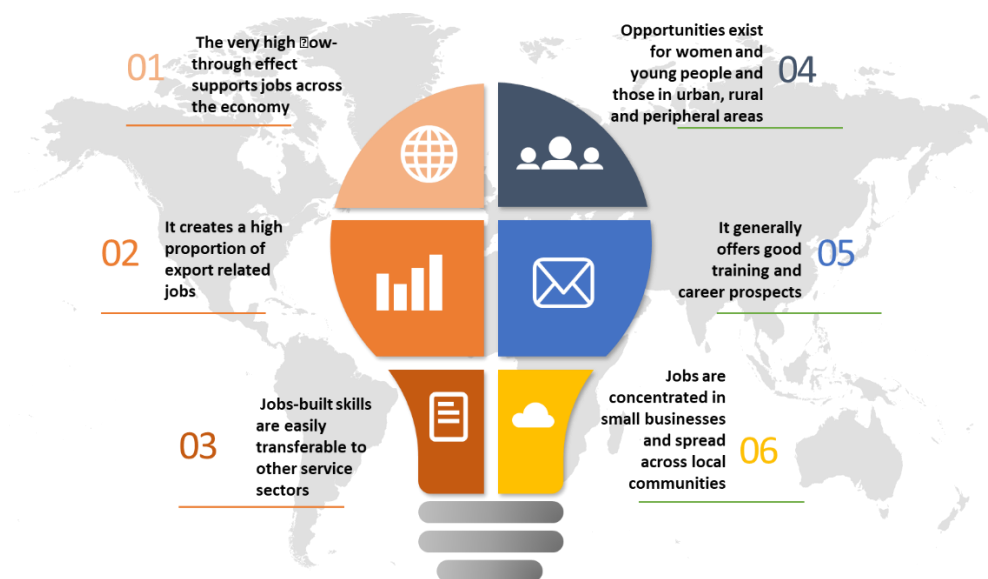 01
The very high �ow-
through effect
supports jobs across
the economy
02
It creates a high
proportion of
export related
jobs
03
Jobs-built skills
are easily
transferable to
other service
sectors
04
Opportunities exist
for women and
young people and
those in urban, rural
and peripheral areas
05
It generally
offers good
training and
career prospects
06
Jobs are
concentrated in
small businesses
and spread
across local
communities